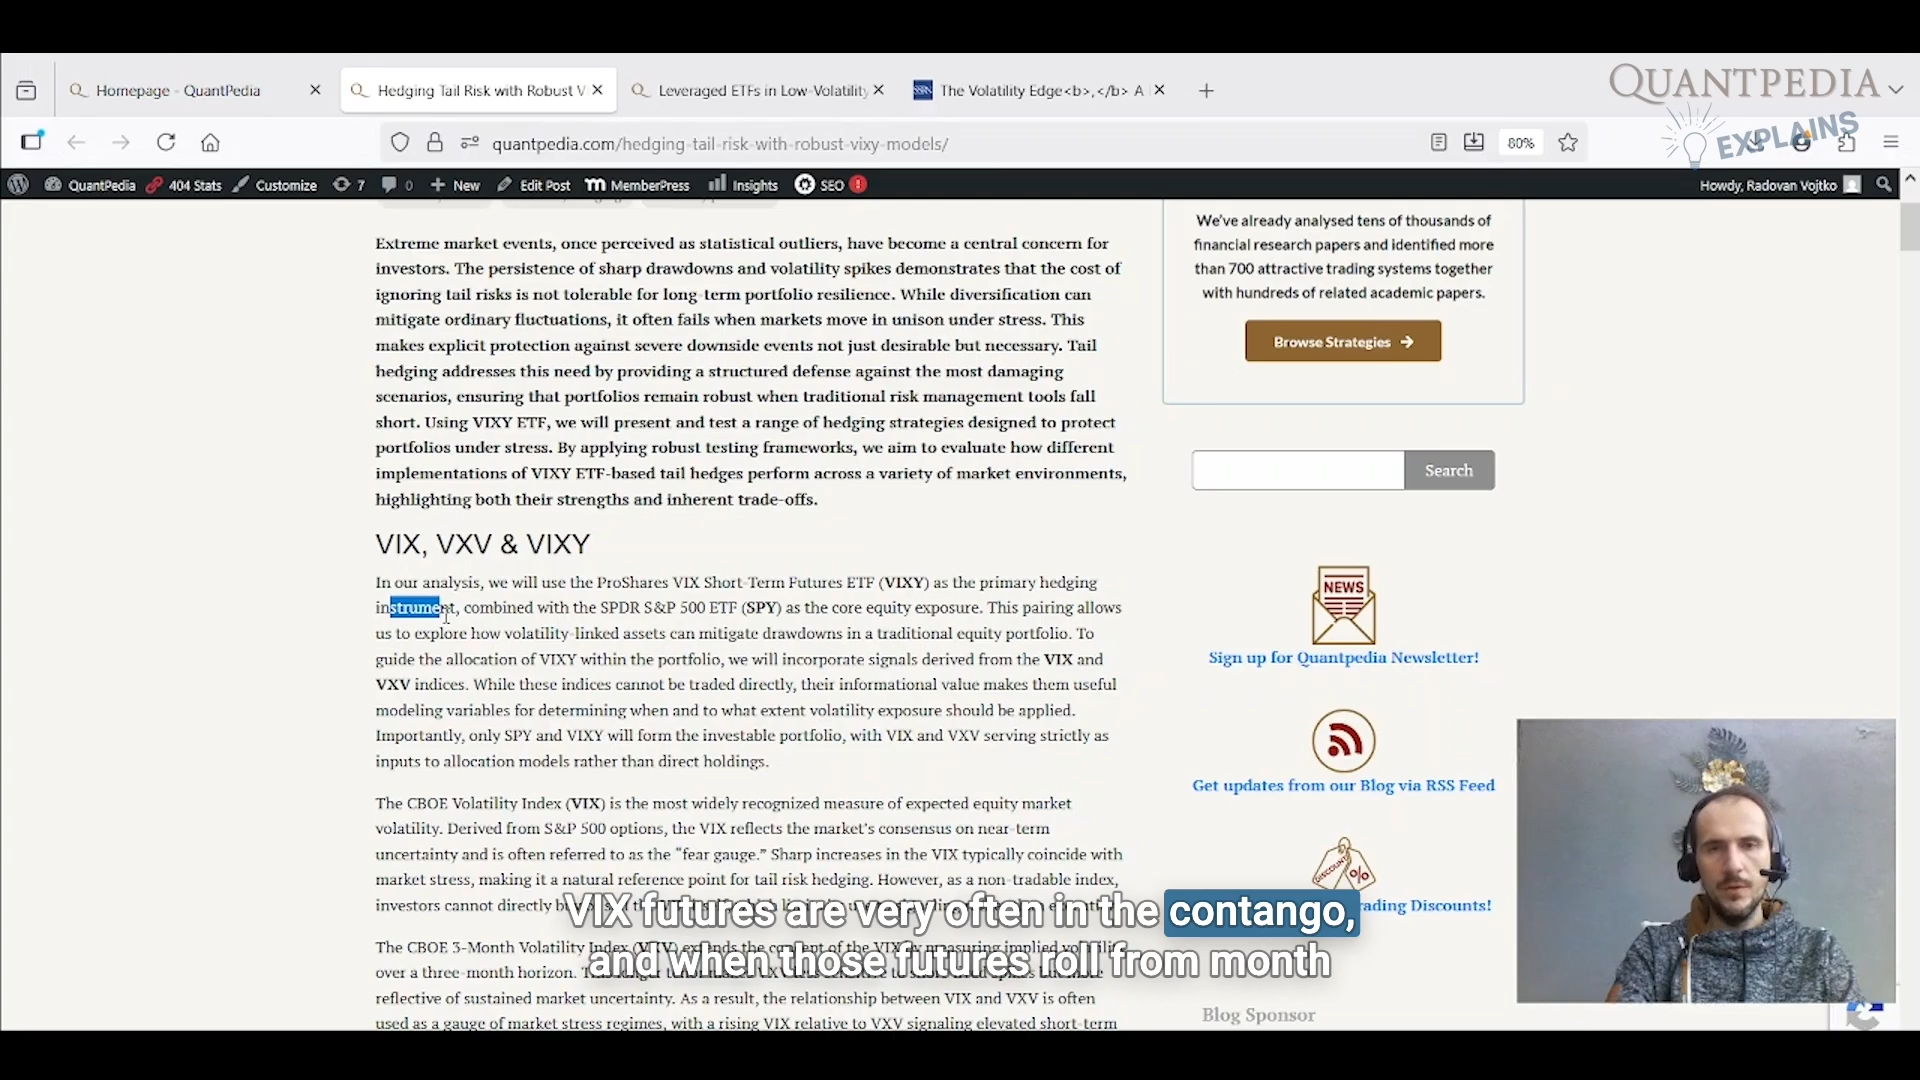 Homepage - QuantPedia
Hedging Tail Risk with Robust V
Leveraged ETFs in Low-Volatility
SSRN
The Volatility Edge<b>,</b> A
QUANTPEDIA
EXPLAINS
quantpedia.com/hedging-tail-risk-with-robust-vixy-models/
80%
QuantPedia
404 Stats
Customize
7
0
New
Edit Post
MemberPress
Insights
SEO
!
Howdy, Radovan Vojtko
Extreme market events, once perceived as statistical outliers, have become a central concern for
investors. The persistence of sharp drawdowns and volatility spikes demonstrates that the cost of
ignoring tail risks is not tolerable for long-term portfolio resilience. While diversification can
mitigate ordinary fluctuations, it often fails when markets move in unison under stress. This
makes explicit protection against severe downside events not just desirable but necessary. Tail
hedging addresses this need by providing a structured defense against the most damaging
scenarios, ensuring that portfolios remain robust when traditional risk management tools fall
short. Using VIXY ETF, we will present and test a range of hedging strategies designed to protect
portfolios under stress. By applying robust testing frameworks, we aim to evaluate how different
implementations of VIXY ETF-based tail hedges perform across a variety of market environments,
highlighting both their strengths and inherent trade-offs.
VIX, VXV & VIXY
In our analysis, we will use the ProShares VIX Short-Term Futures ETF (VIXY) as the primary hedging
instrument, combined with the SPDR S&P 500 ETF (SPY) as the core equity exposure. This pairing allows
us to explore how volatility-linked assets can mitigate drawdowns in a traditional equity portfolio. To
guide the allocation of VIXY within the portfolio, we will incorporate signals derived from the VIX and
VXV indices. While these indices cannot be traded directly, their informational value makes them useful
modeling variables for determining when and to what extent volatility exposure should be applied.
Importantly, only SPY and VIXY will form the investable portfolio, with VIX and VXV serving strictly as
inputs to allocation models rather than direct holdings.
The CBOE Volatility Index (VIX) is the most widely recognized measure of expected equity market
volatility. Derived from S&P 500 options, the VIX reflects the market's consensus on near-term
uncertainty and is often referred to as the “fear gauge.” Sharp increases in the VIX typically coincide with
market stress, making it a natural reference point for tail risk hedging. However, as a non-tradable index,
investors cannot directly
The CBOE 3-Month Volatility Index (VXV) extends the
over a three-month horizon.
reflective of sustained market uncertainty. As a result, the relationship between VIX and VXV is often
used as a gauge of market stress regimes, with a rising VIX relative to VXV signaling elevated short-term
We've already analysed tens of thousands of
financial research papers and identified more
than 700 attractive trading systems together
with hundreds of related academic papers.
Browse Strategies
Search
NEWS
Sign up for Quantpedia Newsletter!
Get updates from our Blog via RSS Feed
DISCOUNT
%
rading Discounts!
Blog Sponsor
VIX futures are very often in the contango,
and when those futures roll from month